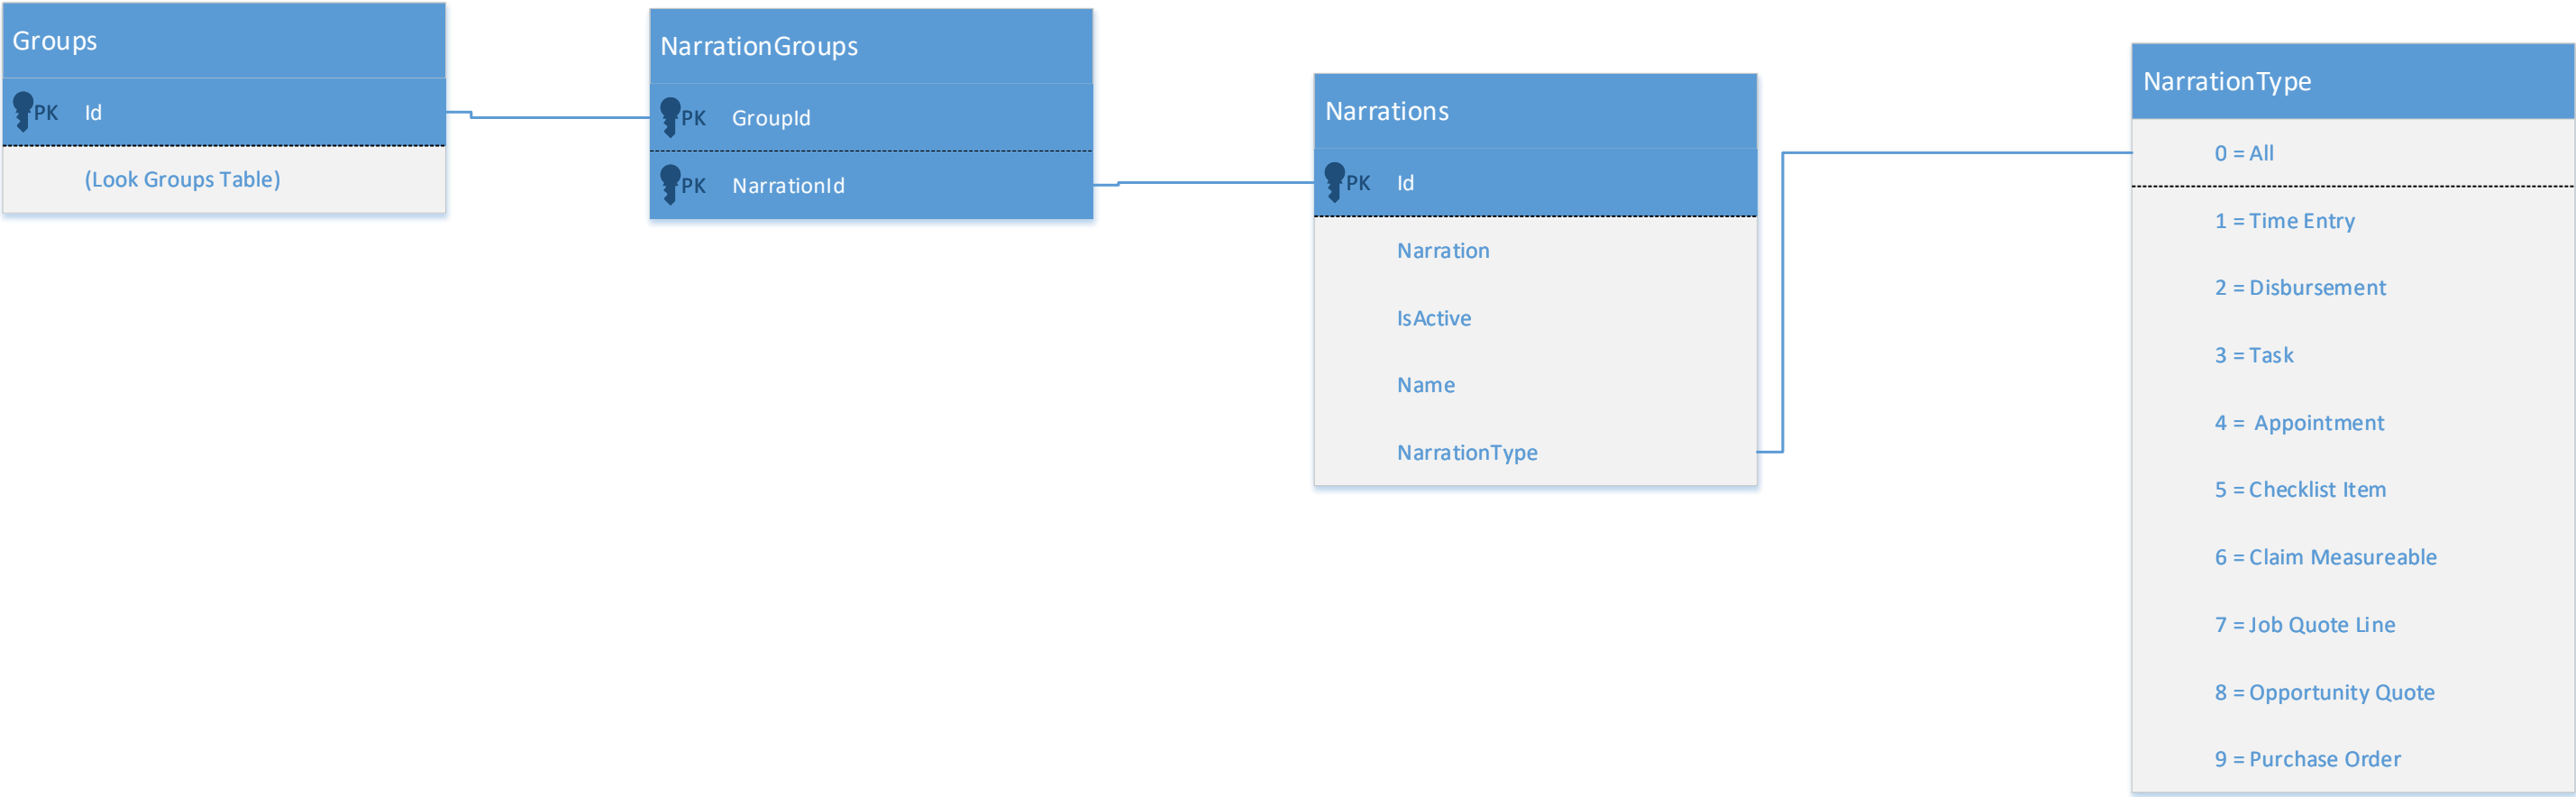 Groups
PK Id
(Look Groups Table)
NarrationGroups
PK GroupId
PK NarrationId
Narrations
PK Id
Narration
IsActive
Name
NarrationType
NarrationType
0 = All
1 = Time Entry
2 = Disbursement
3 = Task
4 = Appointment
5 = Checklist Item
6 = Claim Measureable
7 = Job Quote Line
8 = Opportunity Quote
9 = Purchase Order